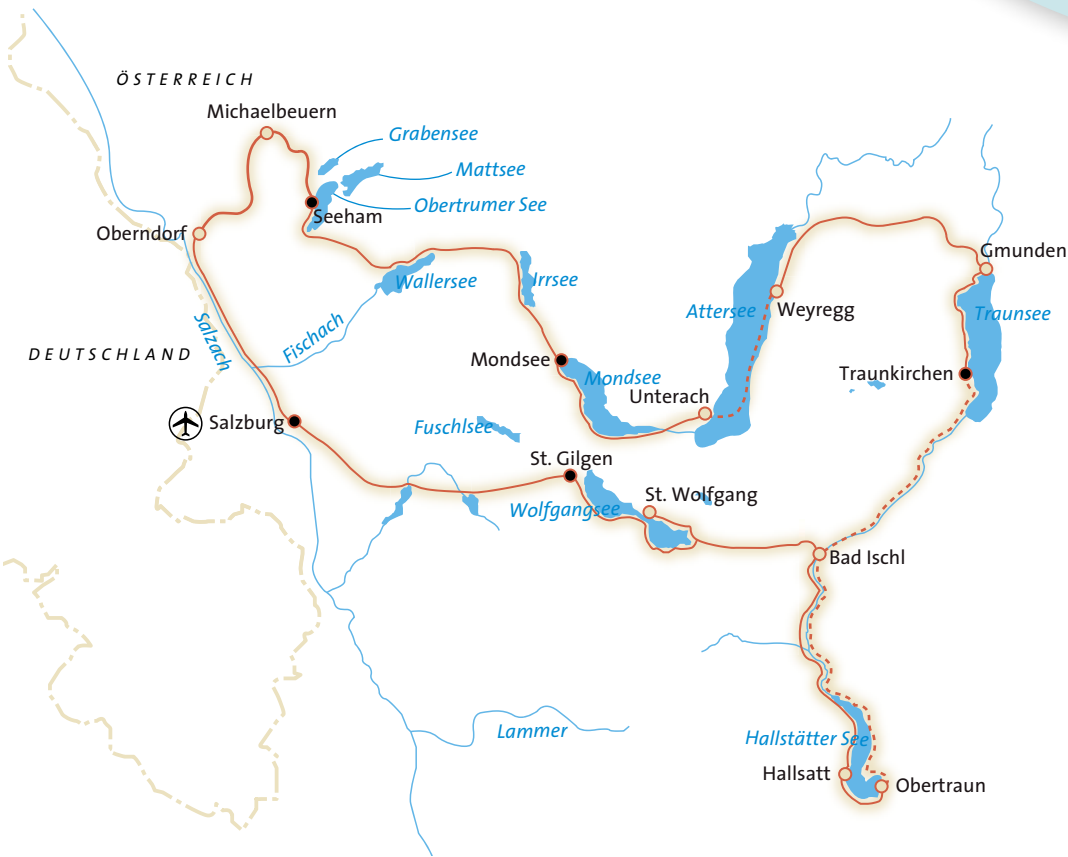 ÖSTERREICH
Michaelbeuern
Grabensee
Mattsee
Obertrumer See
Seeham
Oberndorf
Gmunden
Wallersee
Irrsee
Attersee
Weyregg
Traunsee
Salzach
Fischach
DEUTSCHLAND
Mondsee
Mondsee
Traunkirchen
Unterach
Salzburg
Fuschlsee
St. Gilgen
St. Wolfgang
Wolfgangsee
Bad Ischl
Lammer
Hallstätter See
Hallsatt
Obertraun